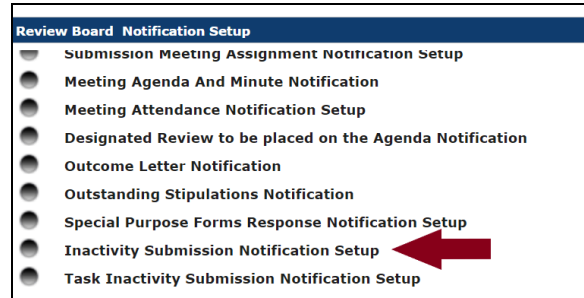 Review Board Notification Setup
Submission Meeting Assignment Notification Setup
Meeting Agenda And Minute Notification
Meeting Attendance Notification Setup
Designated Review to be placed on the Agenda Notification
Outcome Letter Notification
Outstanding Stipulations Notification
Special Purpose Forms Response Notification Setup
Inactivity Submission Notification Setup
Task Inactivity Submission Notification Setup